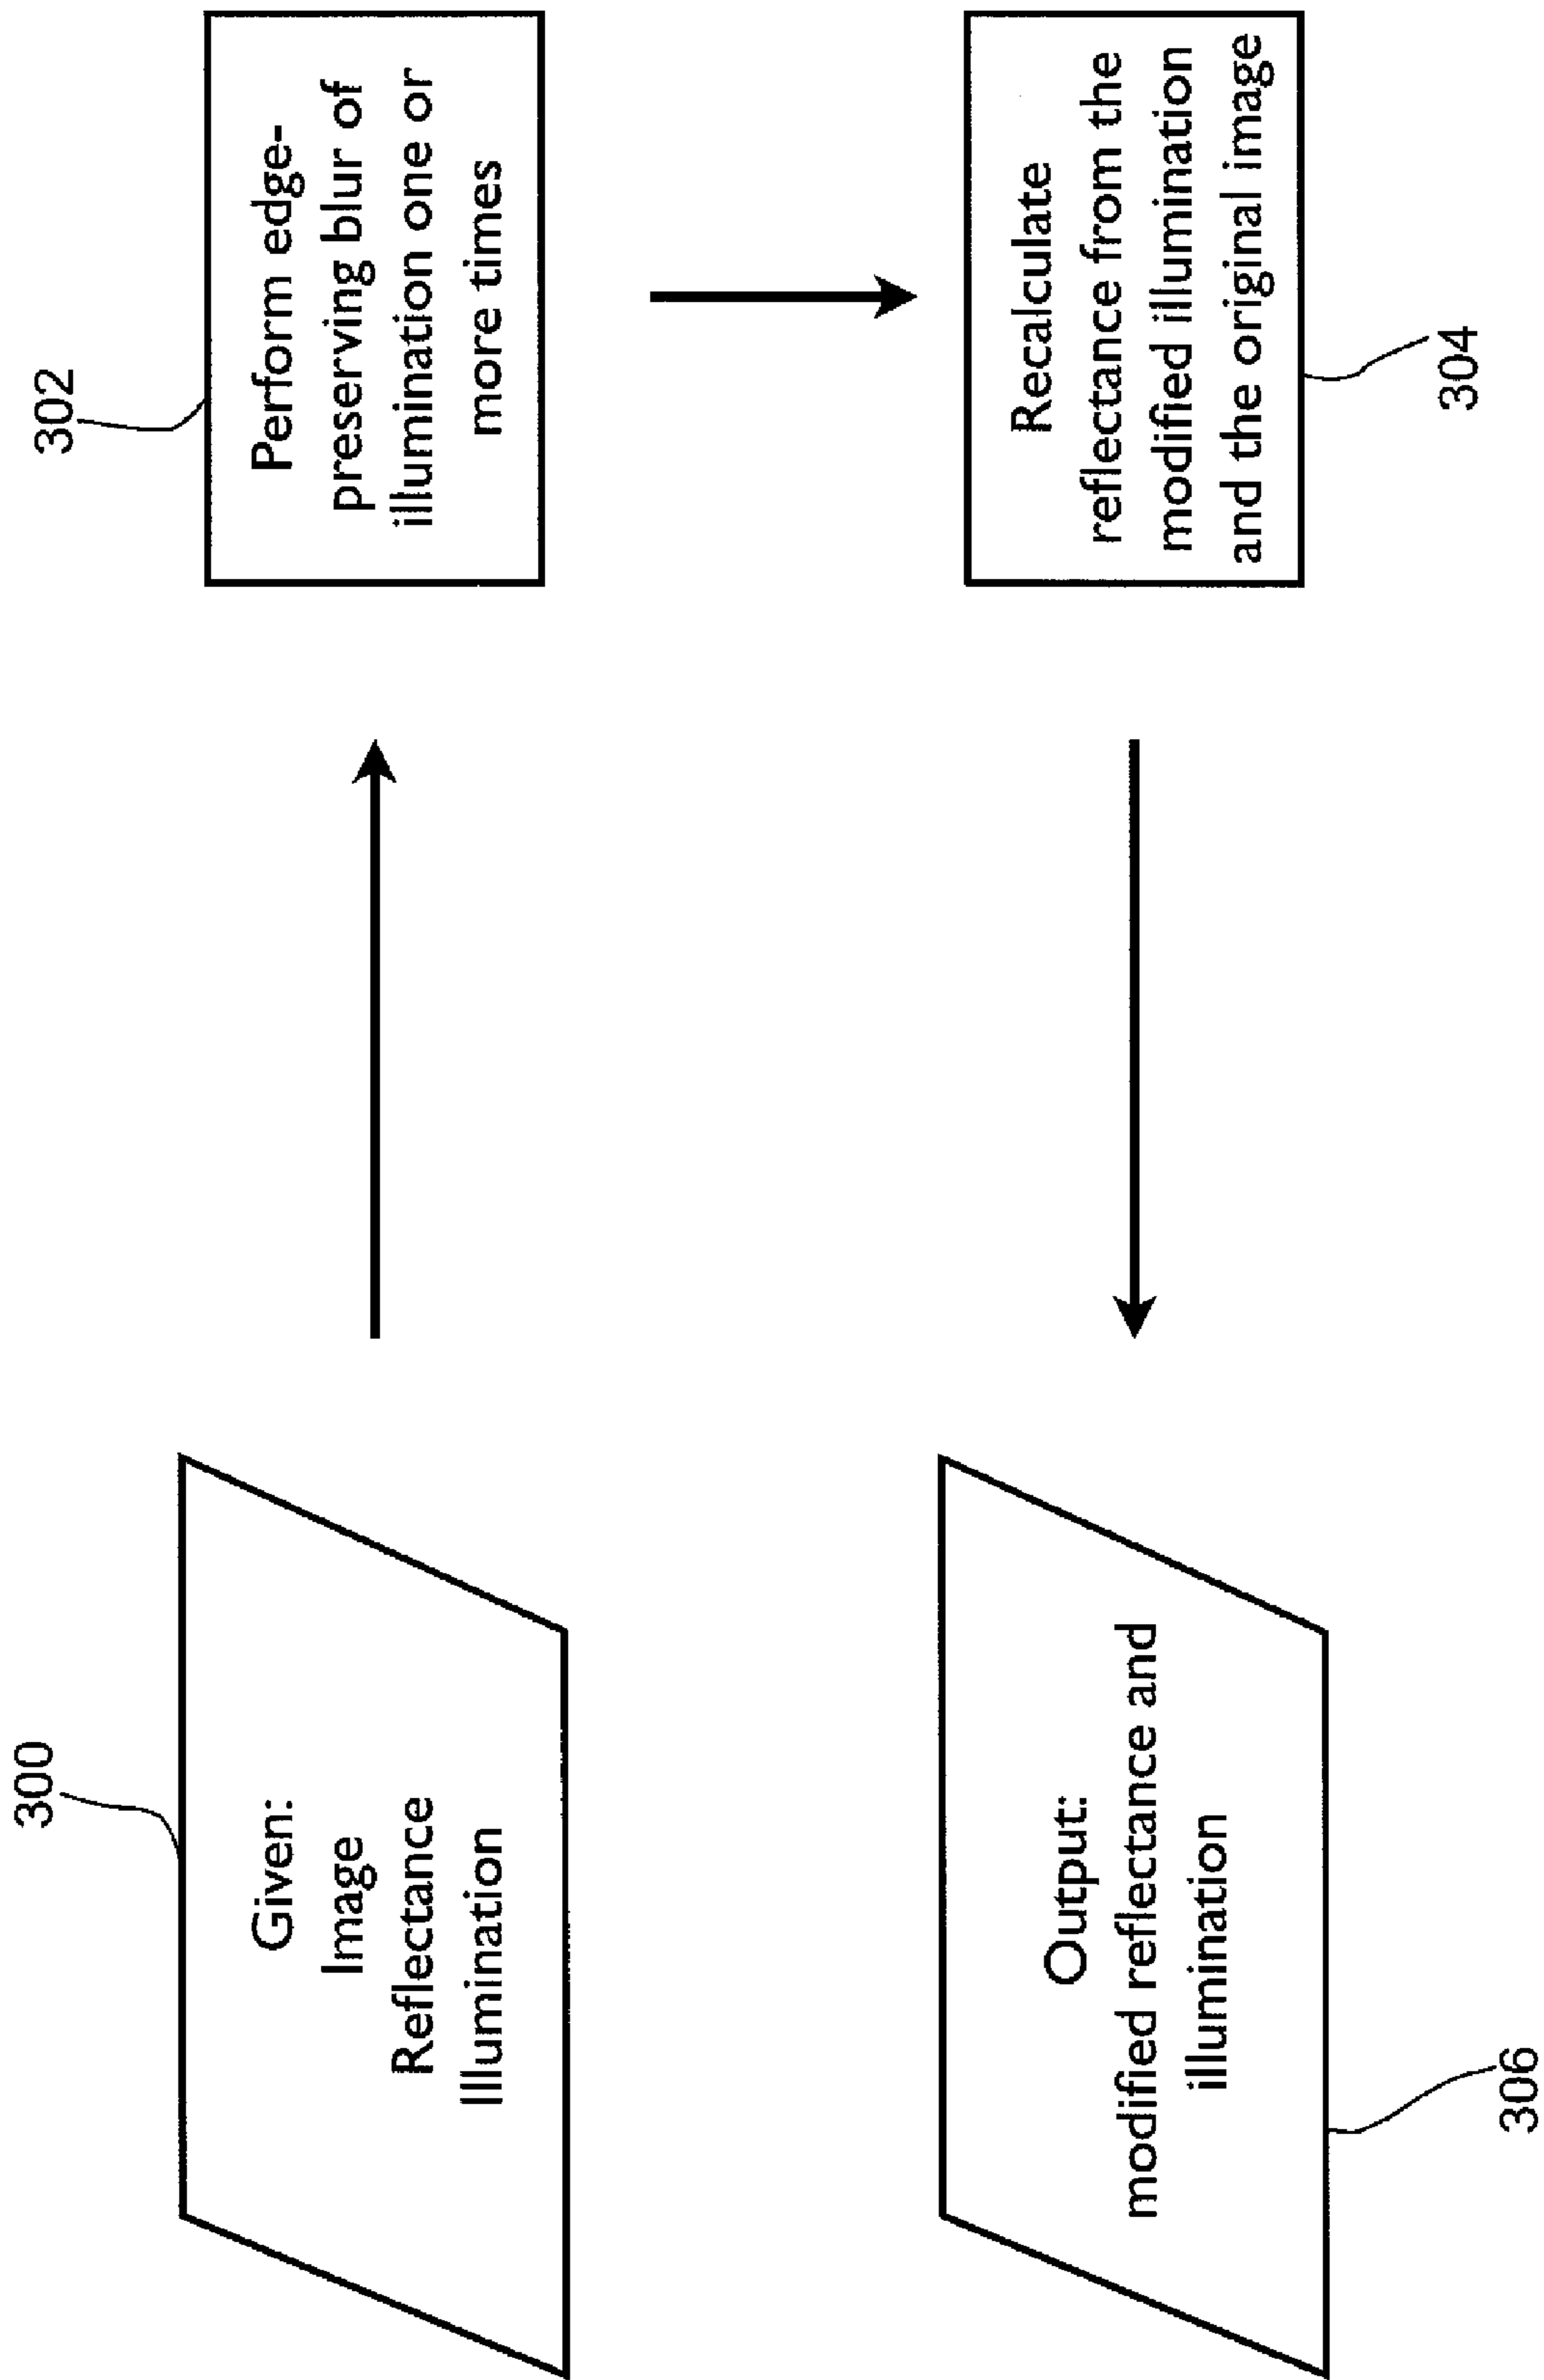 300
Given:
Image
Reflectance
Illumination
302
Perform edge-
preserving blur of
illumination one or
more times
304
Recalculate
reflectance from the
modified illumination
and the original image
306
Output:
modified reflectance and
illumination